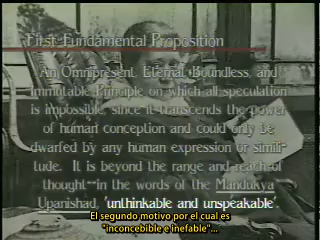 First Fundamental Proposition
An Omnipresent, Eternal, Boundless, and
Immutable Principle on which all speculation
is impossible, since it transcends the power
of human conception and could only be
dwarfed by any human expression or simili-
tude. It is beyond the range and reach of
thought--in the words of the Mandukya
Upanishad, 'unthinkable and unspeakable'.
El segundo motivo por el cual es
"inconcebible e inefable"...